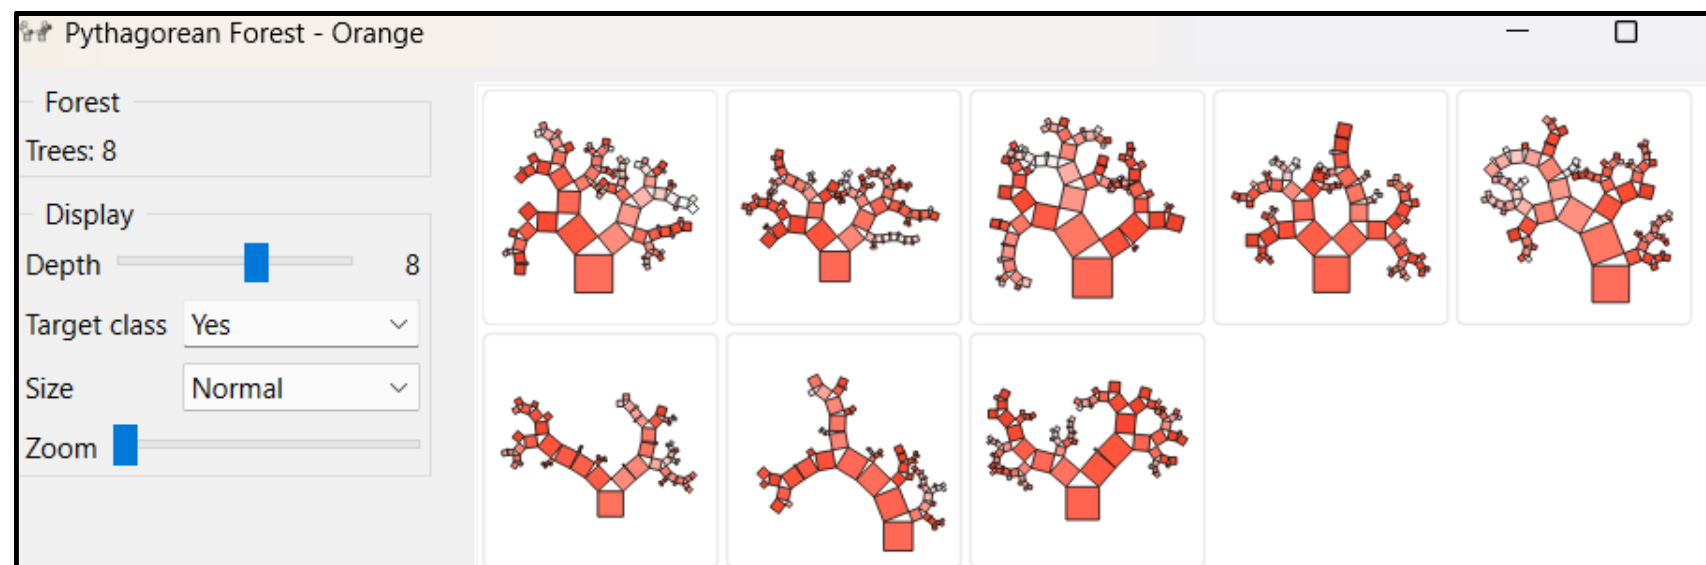 Pythagorean Forest - Orange
Forest
Trees: 8
Display
Depth 8
Target class Yes
Size Normal
Zoom